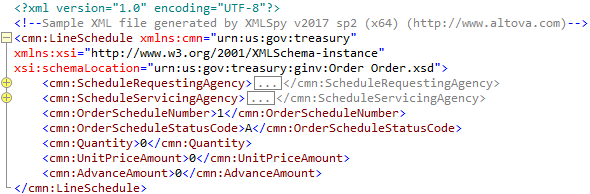 <?xml version="1.0" encoding="UTF-8"?>
<!--Sample XML file generated by XMLSpy v2017 sp2 (x64) (http://www.altova.com)-->
<cmn:LineSchedule xmlns:cmn="urn:us:gov:treasury"
xmlns:xsi="http://www.w3.org/2001/XMLSchema-instance"
xsi:schemaLocation="urn:us:gov:treasury:ginv:Order Order.xsd">
<cmn:ScheduleRequestingAgency>...</cmn:ScheduleRequestingAgency>
<cmn:ScheduleServicingAgency>...</cmn:ScheduleServicingAgency>
<cmn:OrderScheduleNumber>1</cmn:OrderScheduleNumber>
<cmn:OrderScheduleStatusCode>A</cmn:OrderScheduleStatusCode>
<cmn:Quantity>0</cmn:Quantity>
<cmn:UnitPriceAmount>0</cmn:UnitPriceAmount>
<cmn:AdvanceAmount>0</cmn:AdvanceAmount>
</cmn:LineSchedule>